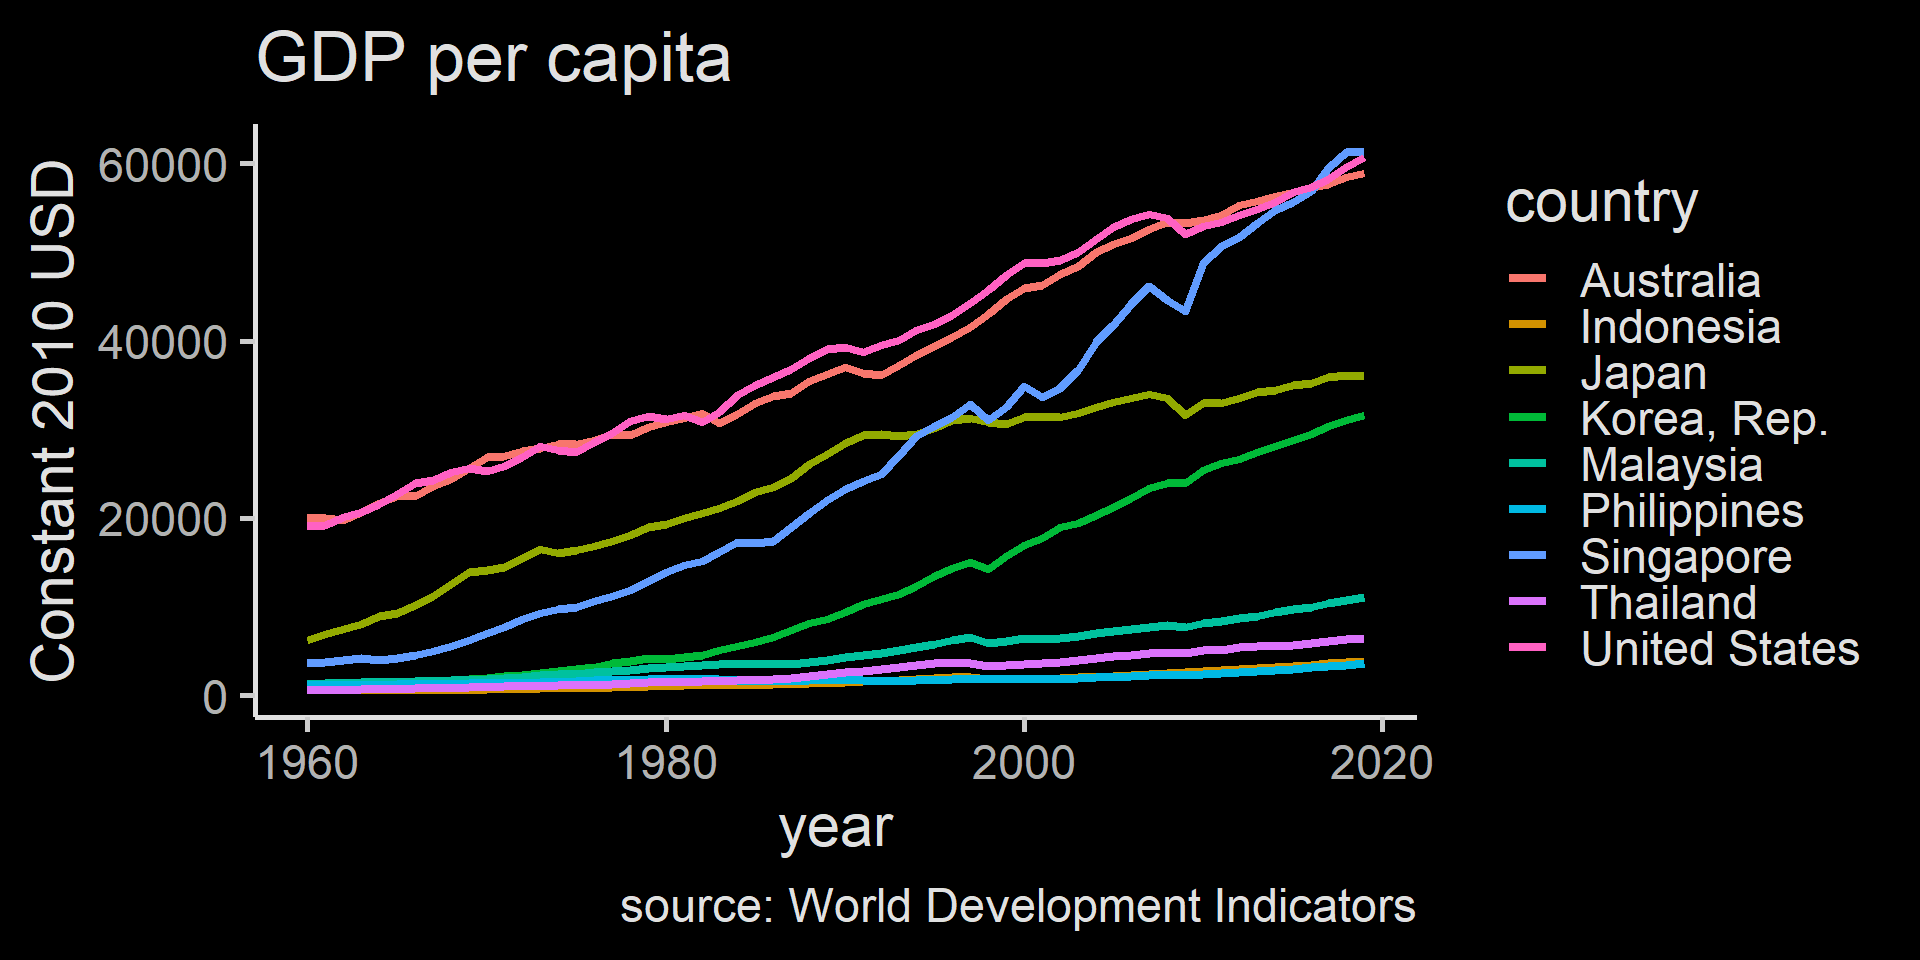 GDP per capita
Constant 2010 USD
60000
40000
20000
0
1960
1980
2000
2020
year
source: World Development Indicators
country
Australia
Indonesia
Japan
Korea, Rep.
Malaysia
Philippines
Singapore
Thailand
United States